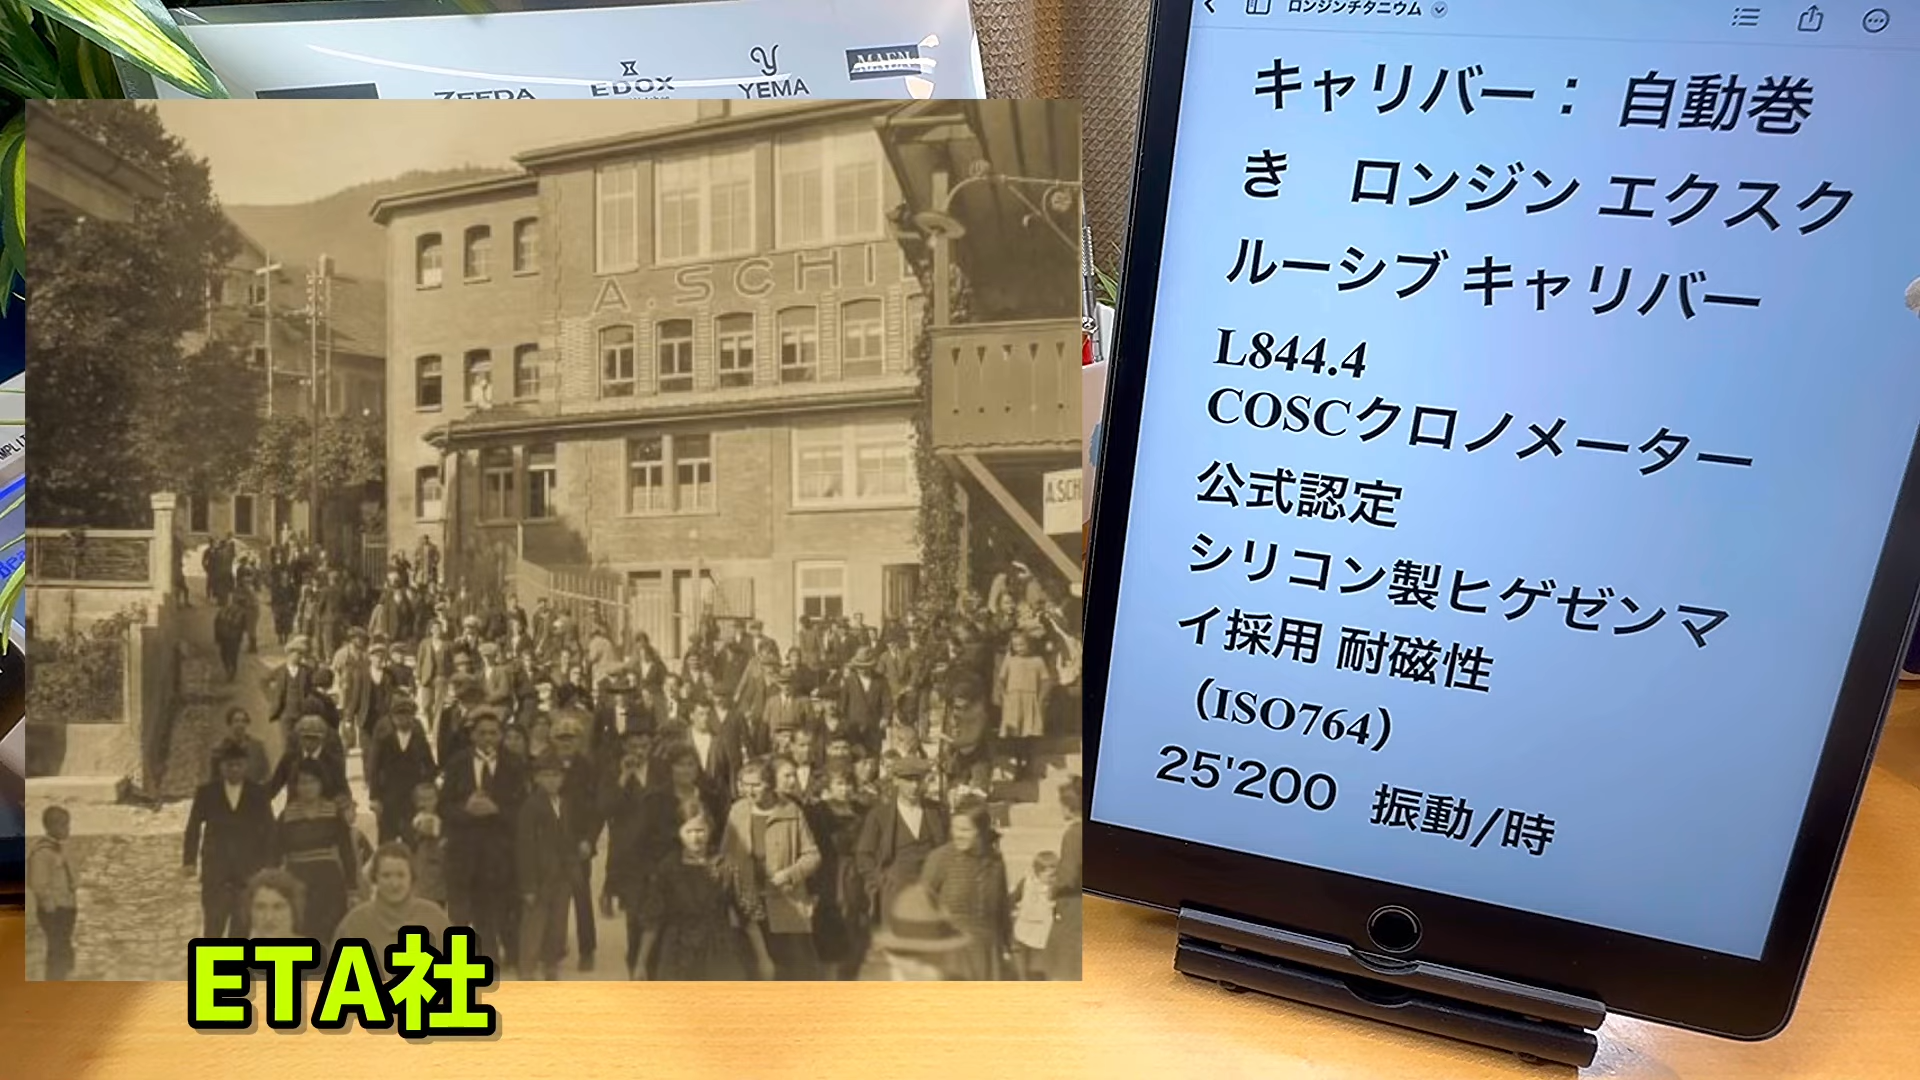 ZEEDA
EDOX
YEMA
MAEN
A.SCHI
A.SCH
ETA社
ロンジンチタニウム
キャリバー： 自動巻
き ロンジン エクスク
ルーシブ キャリバー
L844.4
COSCクロノメーター
公式認定
シリコン製ヒゲゼンマ
イ採用 耐磁性
（ISO764）
25'200 振動/時